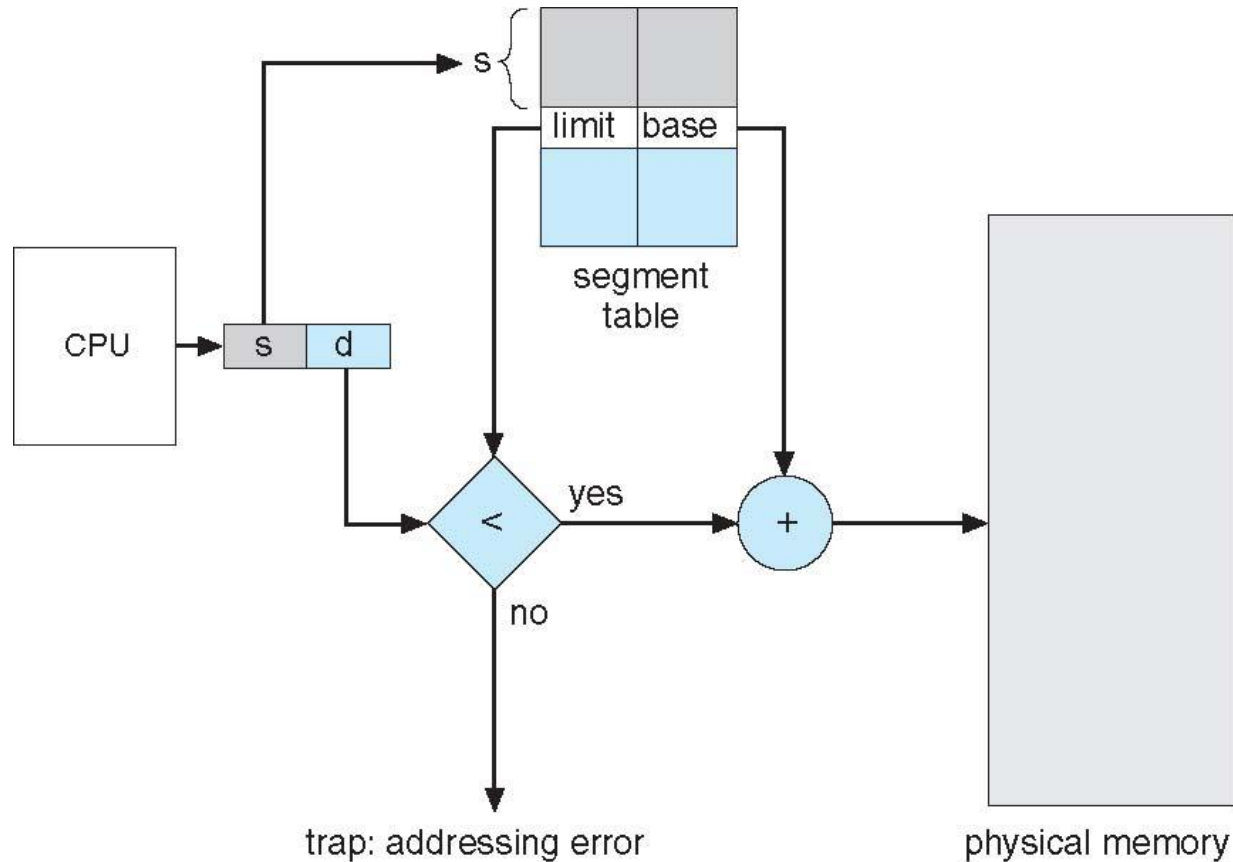 s
limit base
segment
table
CPU
s d
<
yes
+
no
trap: addressing error
physical memory